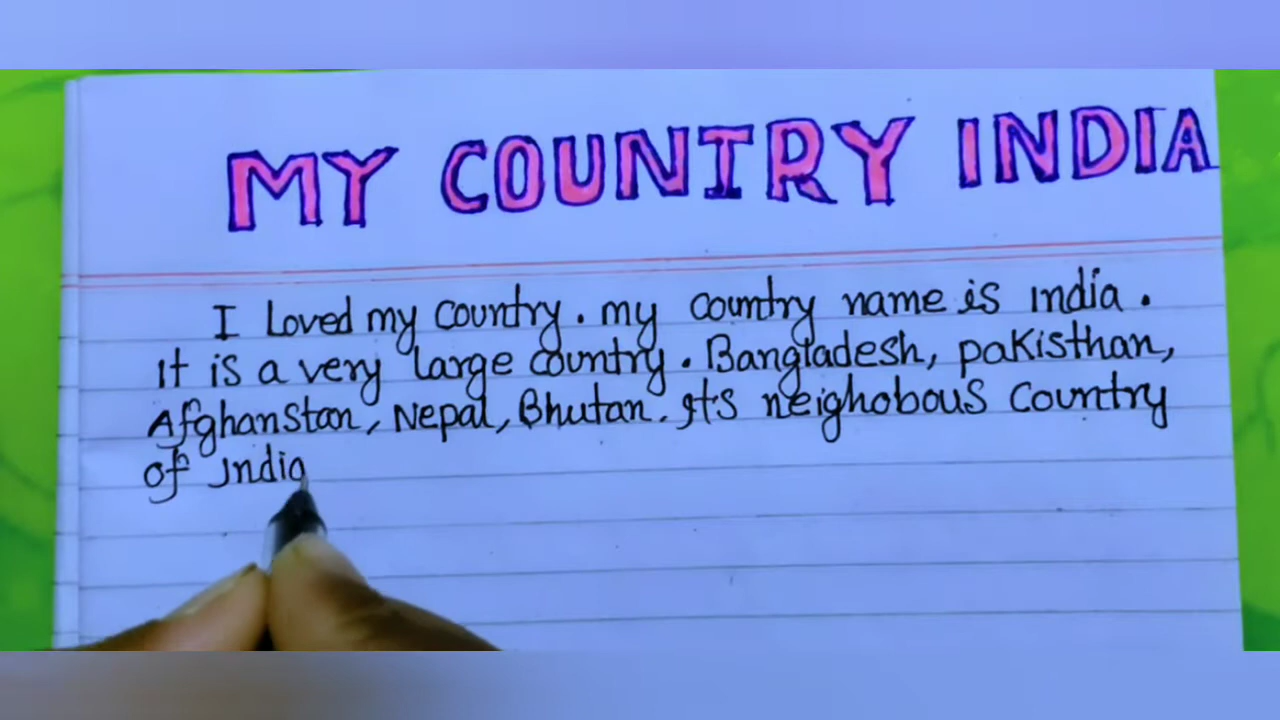 MY COUNTRY INDIA
I Loved my country. my country name is india.
It is a very large country. Bangladesh, pakisthan,
Afghanstan, Nepal, Bhutan. Its neighobous Country
of India